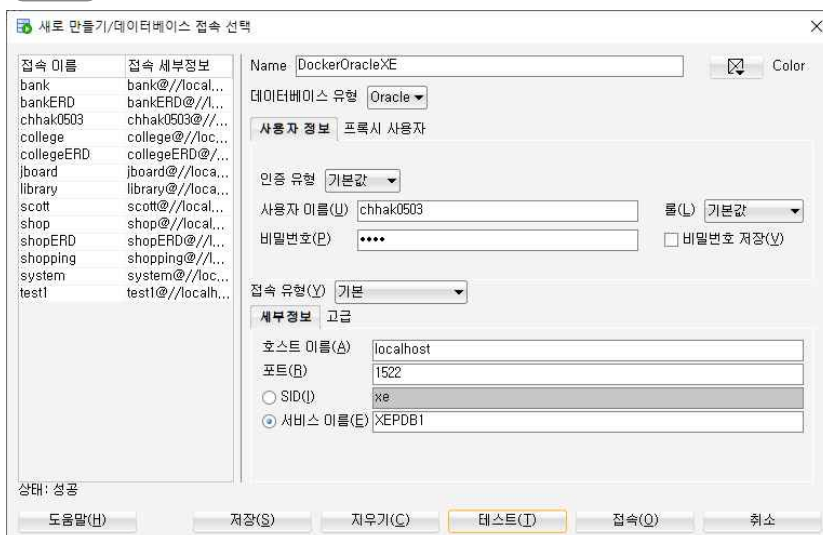 새로 만들기/데이터베이스 접속 선택
접속 이름 접속 세부정보
bank bank@//local...
bankERD bankERD@//l...
chhak0503 chhak0503@//...
college college@//loc...
collegeERD collegeERD@/...
jboard jboard@//loca...
library library@//loca...
scott scott@//local...
shop shop@//local...
shopERD shopERD@//l...
shopping shopping@//l...
system system@//loc...
test1 test1@//localh...
상태: 성공
Name DockerOracleXE Color
데이터베이스 유형 Oracle
사용자 정보 프록시 사용자
인증 유형 기본값
사용자 이름(U) chhak0503 롤(L) 기본값
비밀번호(P) •••• 비밀번호 저장(V)
접속 유형(Y) 기본
세부정보 고급
호스트 이름(A) localhost
포트(R) 1522
SID(I) xe
서비스 이름(E) XEPDB1
도움말(H) 저장(S) 지우기(C) 테스트(T) 접속(O) 취소